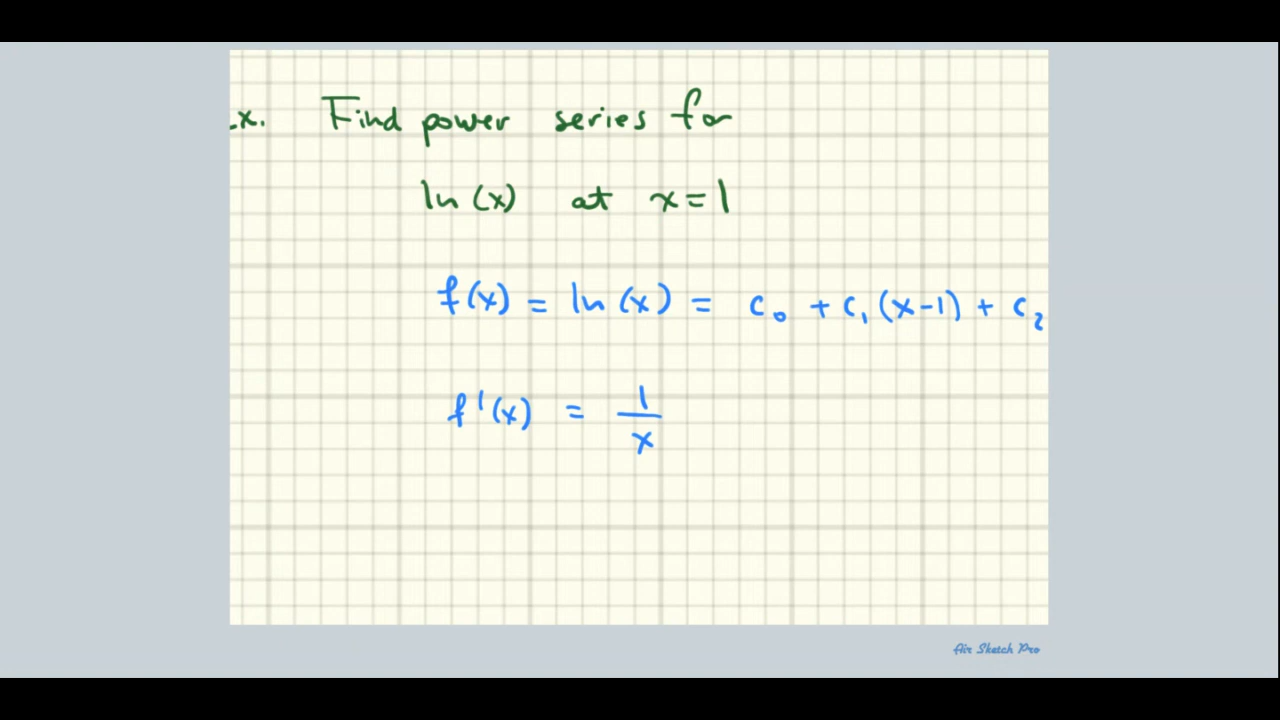 .x. Find power series for
ln (x) at x = 1
f(x) = ln (x) = c₀ + c₁ (x-1) + c₂
f'(x) = 1/x
Air Sketch Pro